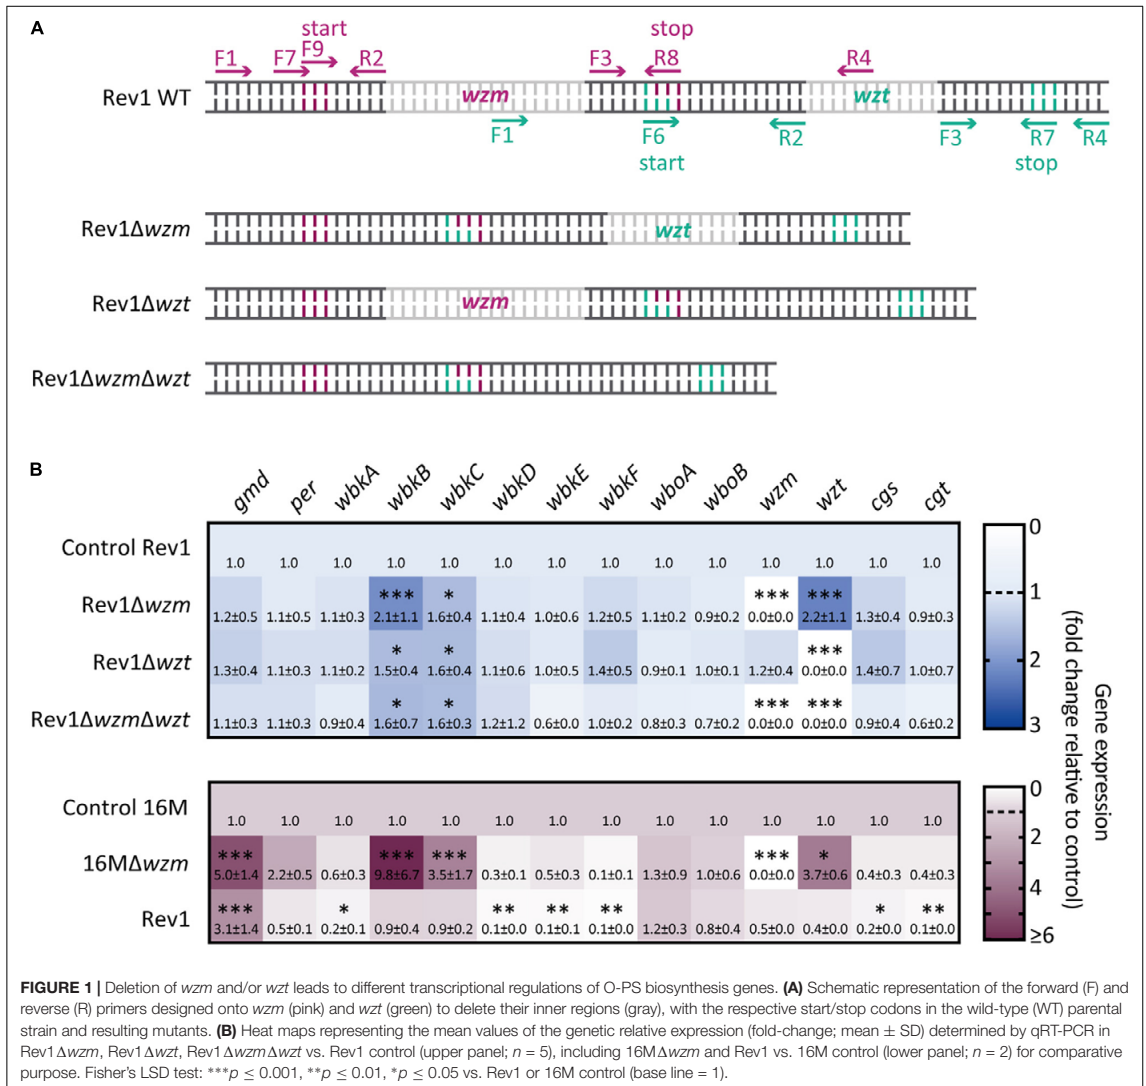 A
start
stop
F1 F7 F9 R2 F3 R8 R4
Rev1 WT
wzm
wzt
F1 F6 R2 F3 R7 R4
start
stop
Rev1Δwzm
wzt
Rev1Δwzt
wzm
Rev1ΔwzmΔwzt
B
gmd per wbkA wbkB wbkC wbkD wbkE wbkF wboA wboB wzm wzt cgs cgt
Control Rev1
1.0 1.0 1.0 1.0 1.0 1.0 1.0 1.0 1.0 1.0 1.0 1.0 1.0 1.0
*** * *** ***
Rev1Δwzm
1.2±0.5 1.1±0.5 1.1±0.3 2.1±1.1 1.6±0.4 1.1±0.4 1.0±0.6 1.2±0.5 1.1±0.2 0.9±0.2 0.0±0.0 2.2±1.1 1.3±0.4 0.9±0.3
* * ***
Rev1Δwzt
1.3±0.4 1.1±0.3 1.1±0.2 1.5±0.4 1.6±0.4 1.1±0.6 1.0±0.5 1.4±0.5 0.9±0.1 1.0±0.1 1.2±0.4 0.0±0.0 1.4±0.7 1.0±0.7
* * *** ***
Rev1ΔwzmΔwzt
1.1±0.3 1.1±0.3 0.9±0.4 1.6±0.7 1.6±0.3 1.2±1.2 0.6±0.0 1.0±0.2 0.8±0.3 0.7±0.2 0.0±0.0 0.0±0.0 0.9±0.4 0.6±0.2
0
1
2
3
Control 16M
1.0 1.0 1.0 1.0 1.0 1.0 1.0 1.0 1.0 1.0 1.0 1.0 1.0 1.0
*** *** *** *** *
16MΔwzm
5.0±1.4 2.2±0.5 0.6±0.3 9.8±6.7 3.5±1.7 0.3±0.1 0.5±0.3 0.1±0.1 1.3±0.9 1.0±0.6 0.0±0.0 3.7±0.6 0.4±0.3 0.4±0.3
*** * ** ** ** * **
Rev1
3.1±1.4 0.5±0.1 0.2±0.1 0.9±0.4 0.9±0.2 0.1±0.0 0.1±0.1 0.1±0.0 1.2±0.3 0.8±0.4 0.5±0.0 0.4±0.0 0.2±0.0 0.1±0.0
0
2
4
≥6
Gene expression
(fold change relative to control)
FIGURE 1 | Deletion of wzm and/or wzt leads to different transcriptional regulations of O-PS biosynthesis genes. (A) Schematic representation of the forward (F) and
reverse (R) primers designed onto wzm (pink) and wzt (green) to delete their inner regions (gray), with the respective start/stop codons in the wild-type (WT) parental
strain and resulting mutants. (B) Heat maps representing the mean values of the genetic relative expression (fold-change; mean ± SD) determined by qRT-PCR in
Rev1Δwzm, Rev1Δwzt, Rev1ΔwzmΔwzt vs. Rev1 control (upper panel; n = 5), including 16MΔwzm and Rev1 vs. 16M control (lower panel; n = 2) for comparative
purpose. Fisher's LSD test: ***p ≤ 0.001, **p ≤ 0.01, *p ≤ 0.05 vs. Rev1 or 16M control (base line = 1).